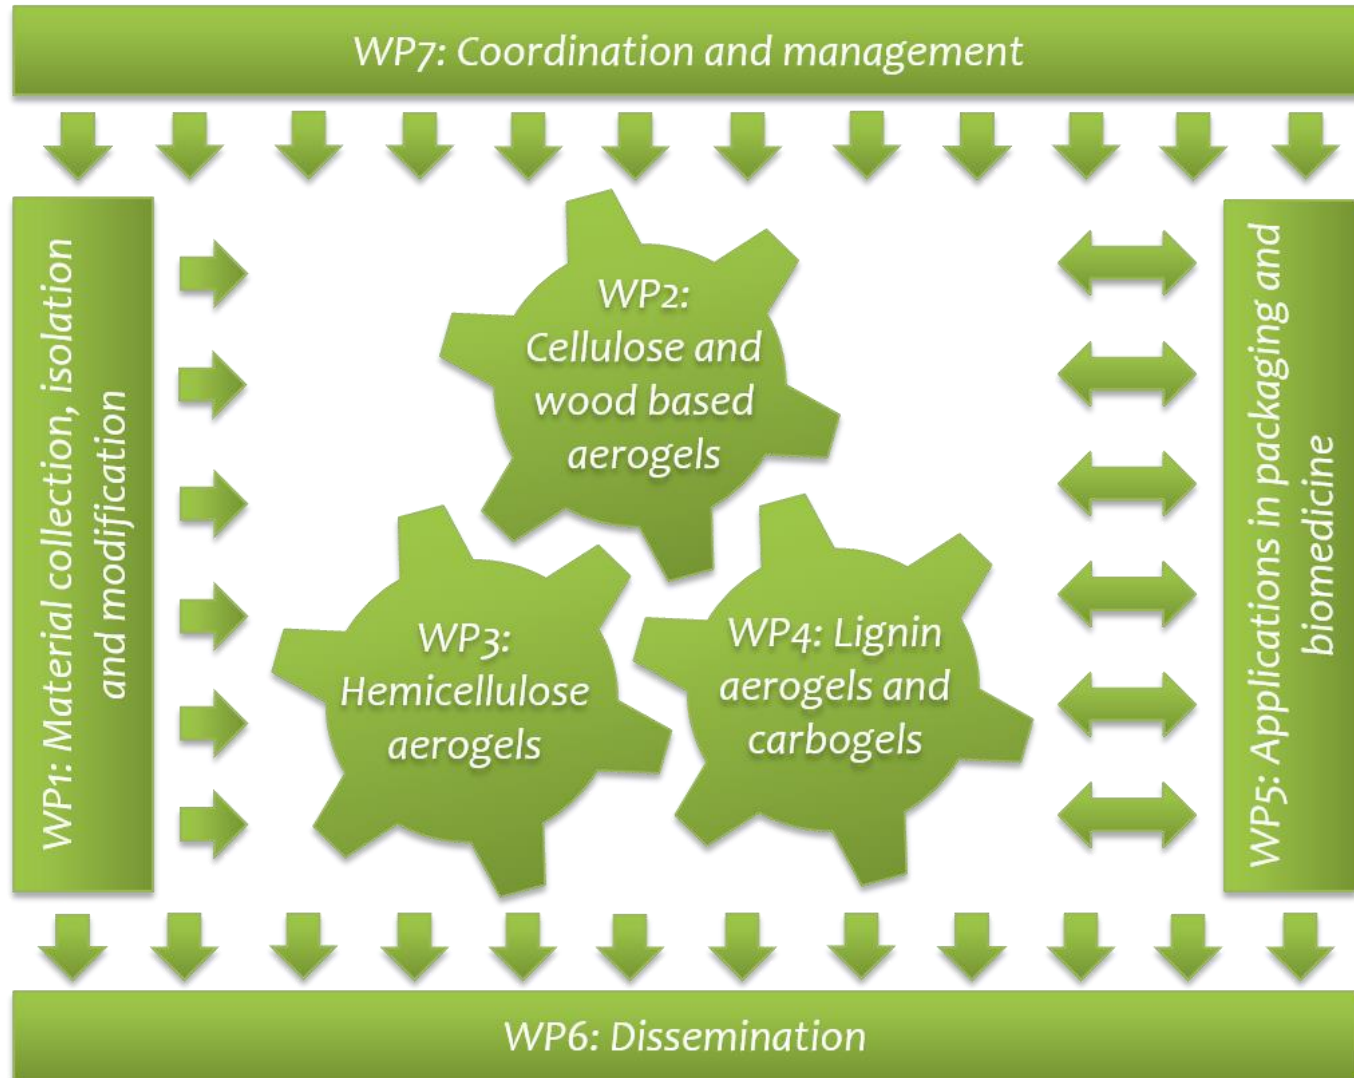 WP7: Coordination and management
WP1: Material collection, isolation
and modification
WP2:
Cellulose and
wood based
aerogels
WP3:
Hemicellulose
aerogels
WP4: Lignin
aerogels and
carbogels
WP5: Applications in packaging and
biomedicine
WP6: Dissemination